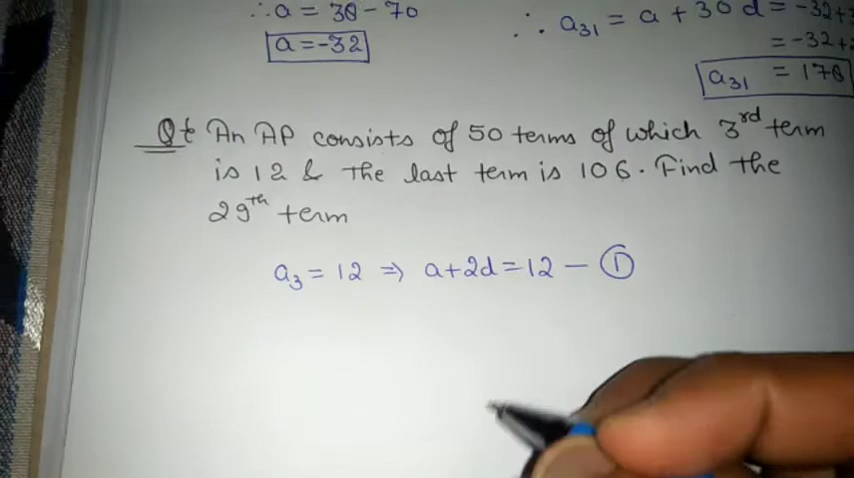 ∴ a = 38 - 70
a = -32
∴ a31 = a + 30 d = -32+
= -32+
a31 = 178
Qt An AP consists of 50 terms of which 3rd term
is 12 & the last term is 106. Find the
29th term
a3 = 12 ⇒ a+2d=12 — ①